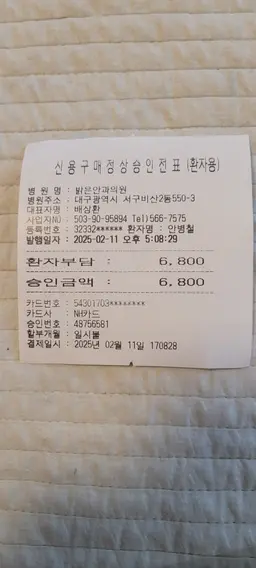 신용구매정상승인전표(환자용)
병 원 명 : 밝은안과의원
병원주소 : 대구광역시 서구비산2동550-3
대표자명 : 배삼환
사업자NO : 503-90-95894 Tel)566-7575
등록번호 : 32332****** 환자명 : 안병철
발행일자 : 2025-02-11 오후 5:08:29
환자부담 : 6,800
승인금액 : 6,800
카드번호 : 54301703********
카드사 : NH카드
승인번호 : 48756581
할부개월 : 일시불
결제일시 : 2025년 02월 11일 170828